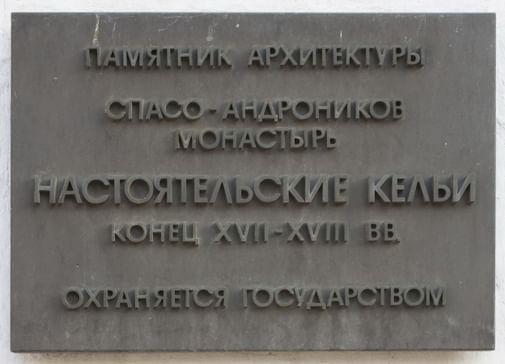 ПАМЯТНИК АРХИТЕКТУРЫ
СПАСО-АНДРОНИКОВ
МОНАСТЫРЬ
НАСТОЯТЕЛЬСКИЕ КЕЛЬИ
КОНЕЦ XVII-XVIII ВВ.
ОХРАНЯЕТСЯ ГОСУДАРСТВОМ